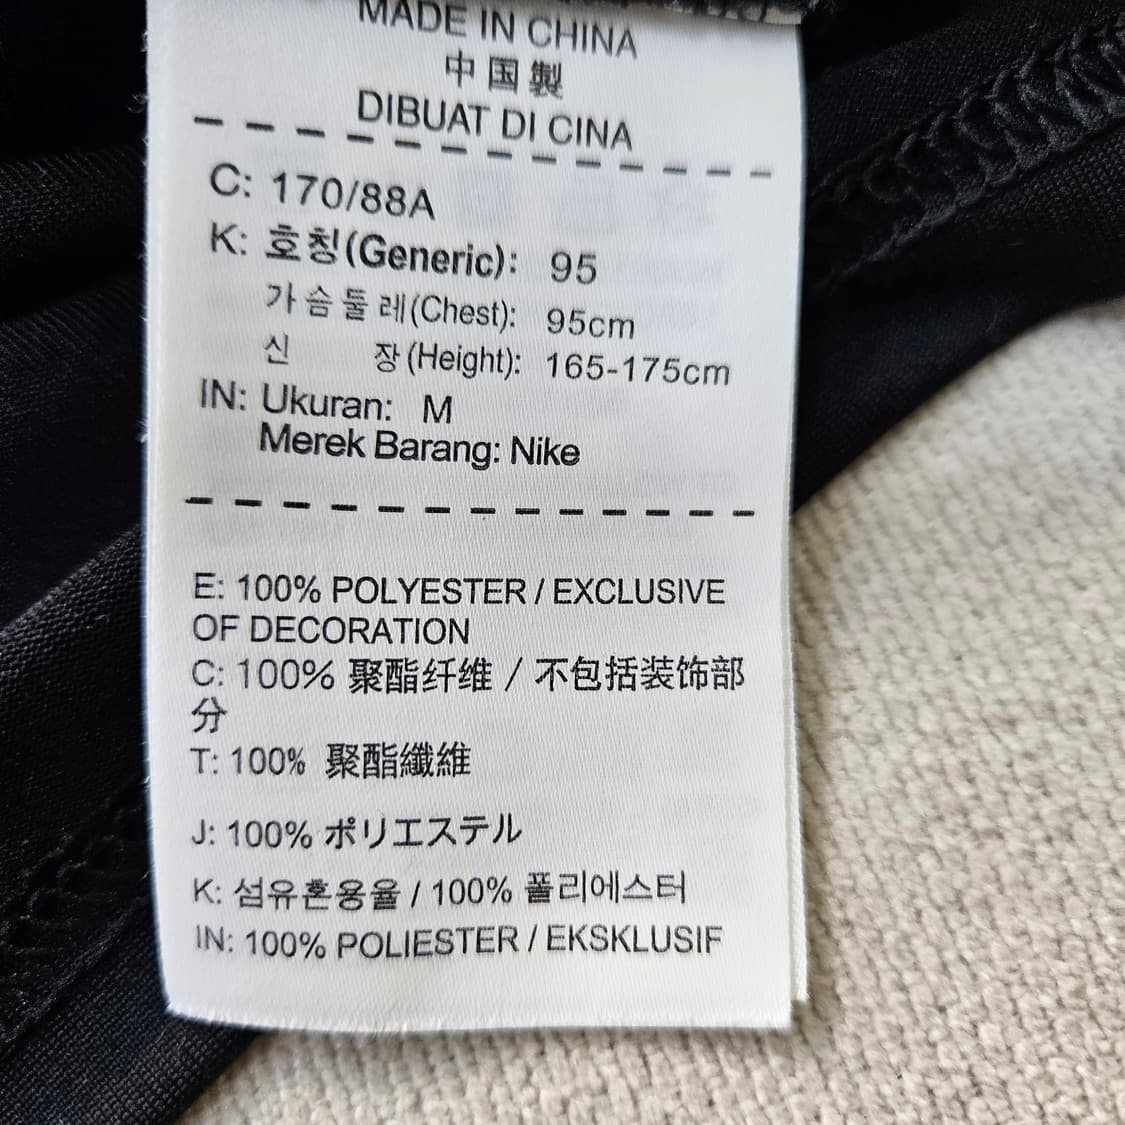 MADE IN CHINA
中国製
DIBUAT DI CINA
C: 170/88A
K: 호칭(Generic): 95
가슴둘레(Chest): 95cm
신 장(Height): 165-175cm
IN: Ukuran: M
Merek Barang: Nike
E: 100% POLYESTER / EXCLUSIVE
OF DECORATION
C: 100% 聚酯纤维 / 不包括装饰部
分
T: 100% 聚酯纖維
J: 100% ポリエステル
K: 섬유혼용율 / 100% 폴리에스터
IN: 100% POLIESTER / EKSKLUSIF